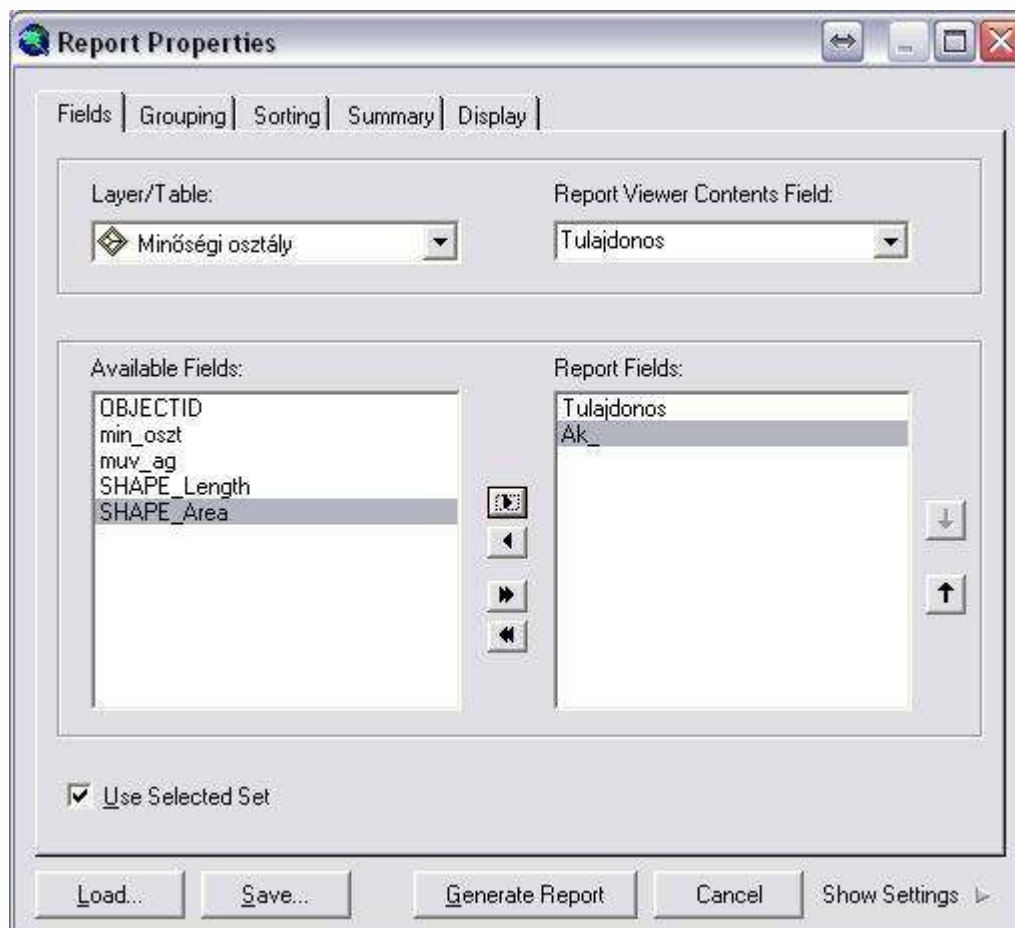 Report Properties
Fields Grouping Sorting Summary Display
Layer/Table:
Report Viewer Contents Field:
Minőségi osztály
Tulajdonos
Available Fields:
Report Fields:
OBJECTID
min_oszt
muv_ag
SHAPE_Length
SHAPE_Area
Tulajdonos
Ak_
Use Selected Set
Load... Save... Generate Report Cancel Show Settings